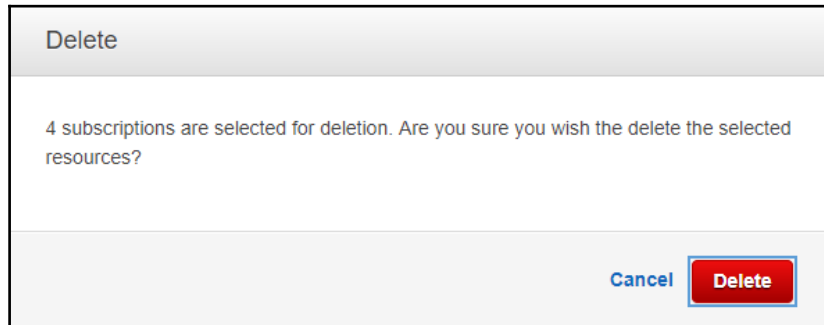 Delete
4 subscriptions are selected for deletion. Are you sure you wish the delete the selected
resources?
Cancel
Delete